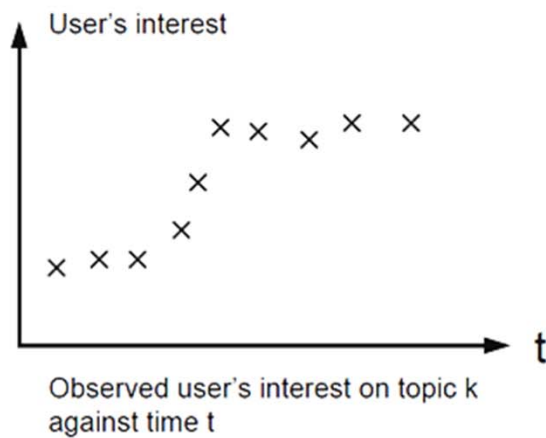 User's interest
t
Observed user's interest on topic k
against time t